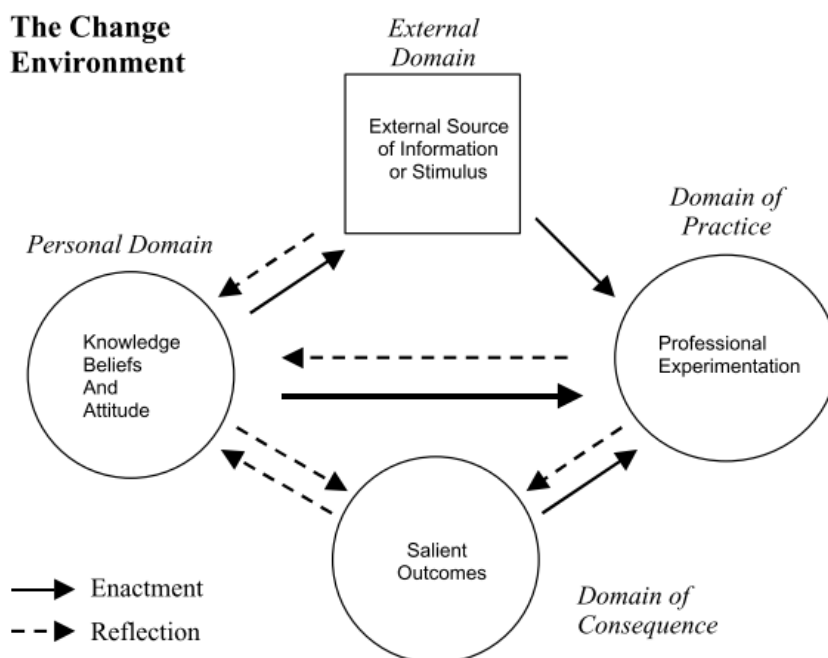 The Change
Environment
External
Domain
External Source
of Information
or Stimulus
Domain of
Practice
Personal Domain
Knowledge
Beliefs
And
Attitude
Professional
Experimentation
Salient
Outcomes
Enactment
Reflection
Domain of
Consequence